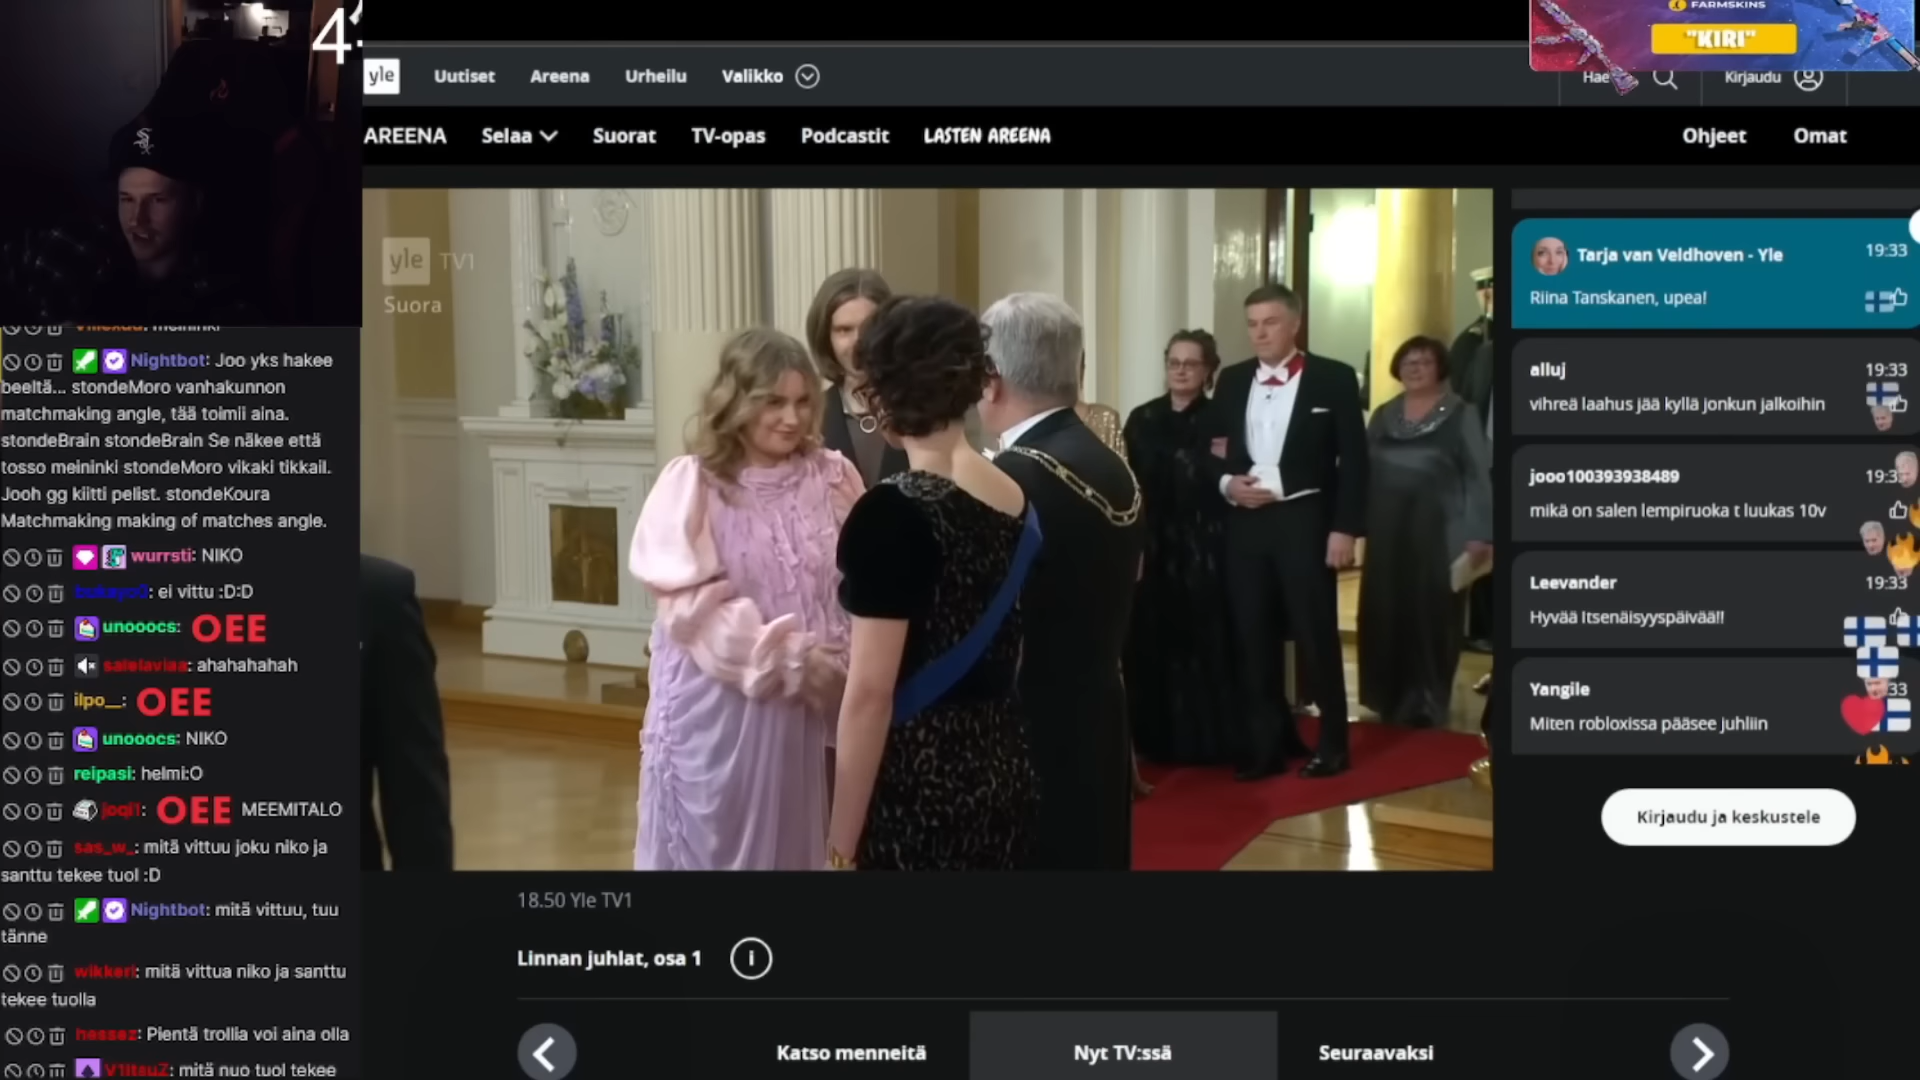 4
FARMSKINS
"KIRI"
yle
Uutiset
Areena
Urheilu
Valikko
Hae
Kirjaudu
AREENA
Selaa
Suorat
TV-opas
Podcastit
LASTEN AREENA
Ohjeet
Omat
yle TV1
Suora
Tarja van Veldhoven - Yle
19:33
Riina Tanskanen, upea!
alluj
19:33
vihreä laahus jää kyllä jonkun jalkoihin
jooo100393938489
mikä on salen lempiruoka t luukas 10v
Leevander
19:33
Hyvää Itsenäisyyspäivää!!
Yangile
Miten robloxissa pääsee juhliin
Kirjaudu ja keskustele
18.50 Yle TV1
Linnan juhlat, osa 1
Katso menneitä
Nyt TV:ssä
Seuraavaksi
Nightbot: Joo yks hakee
beeltä... stondeMoro vanhakunnon
matchmaking angle, tää toimii aina.
stondeBrain stondeBrain Se näkee että
tosso meininki stondeMoro vikaki tikkail.
Jooh gg kiitti pelist. stondeKoura
Matchmaking making of matches angle.
wurrsti: NIKO
ei vittu :D:D
unooocs: OEE
ahahahahah
ilpo__: OEE
unooocs: NIKO
reipasi: helmi:O
joql1: OEE MEEMITALO
sas_w_: mitä vittuu joku niko ja
santtu tekee tuol :D
Nightbot: mitä vittuu, tuu
tänne
wikkeri: mitä vittua niko ja santtu
tekee tuolla
hessez: Pientä trollia voi aina olla
V1ltsuZ: mitä nuo tuol tekee